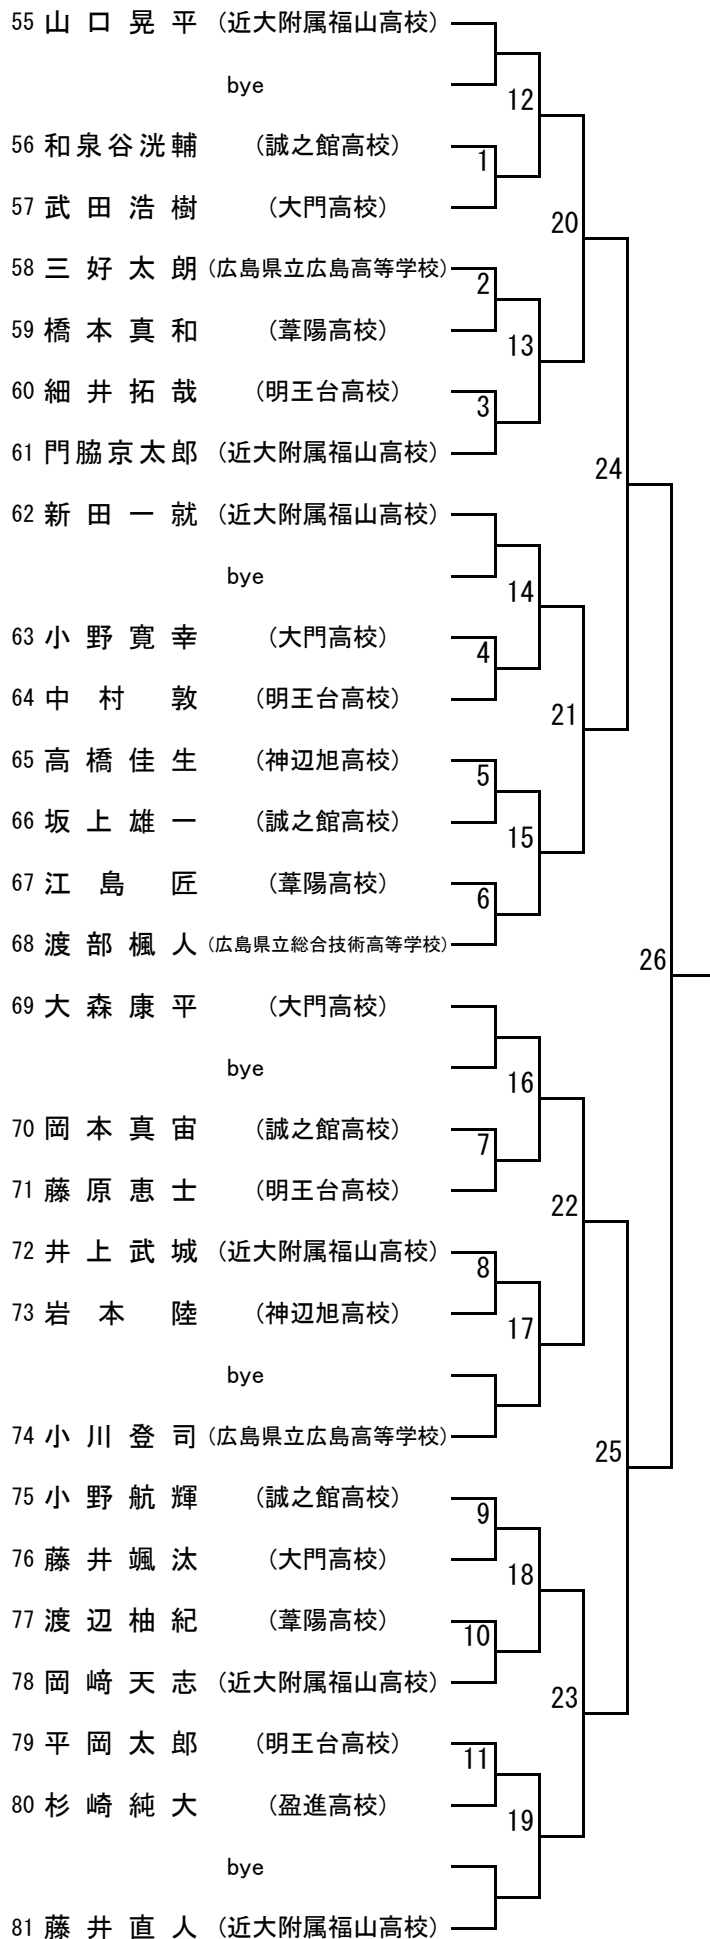 55 山口晃平 (近大附属福山高校)
bye
12
56 和泉谷洸輔 (誠之館高校)
1
57 武田浩樹 (大門高校)
20
58 三好太朗 (広島県立広島高等学校)
2
59 橋本真和 (葦陽高校)
13
60 細井拓哉 (明王台高校)
3
61 門脇京太郎 (近大附属福山高校)
24
62 新田一就 (近大附属福山高校)
bye
14
63 小野寛幸 (大門高校)
4
64 中村敦 (明王台高校)
21
65 高橋佳生 (神辺旭高校)
5
66 坂上雄一 (誠之館高校)
15
67 江島匠 (葦陽高校)
6
68 渡部楓人 (広島県立総合技術高等学校)
26
69 大森康平 (大門高校)
bye
16
70 岡本真宙 (誠之館高校)
7
71 藤原恵士 (明王台高校)
22
72 井上武城 (近大附属福山高校)
8
73 岩本陸 (神辺旭高校)
17
bye
74 小川登司 (広島県立広島高等学校)
25
75 小野航輝 (誠之館高校)
9
76 藤井颯汰 (大門高校)
18
77 渡辺柚紀 (葦陽高校)
10
78 岡﨑天志 (近大附属福山高校)
23
79 平岡太郎 (明王台高校)
11
80 杉崎純大 (盈進高校)
19
bye
81 藤井直人 (近大附属福山高校)